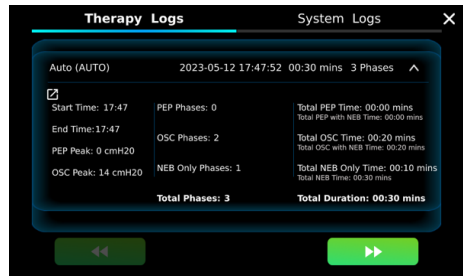 Therapy Logs System Logs
Auto (AUTO) 2023-05-12 17:47:52 00:30 mins 3 Phases
Start Time: 17:47 PEP Phases: 0 Total PEP Time: 00:00 mins
Total PEP with NEB Time: 00:00 mins
End Time:17:47
OSC Phases: 2 Total OSC Time: 00:20 mins
Total OSC with NEB Time: 00:20 mins
PEP Peak: 0 cmH20
OSC Peak: 14 cmH20 NEB Only Phases: 1 Total NEB Only Time: 00:10 mins
Total NEB Time: 00:30 mins
Total Phases: 3 Total Duration: 00:30 mins